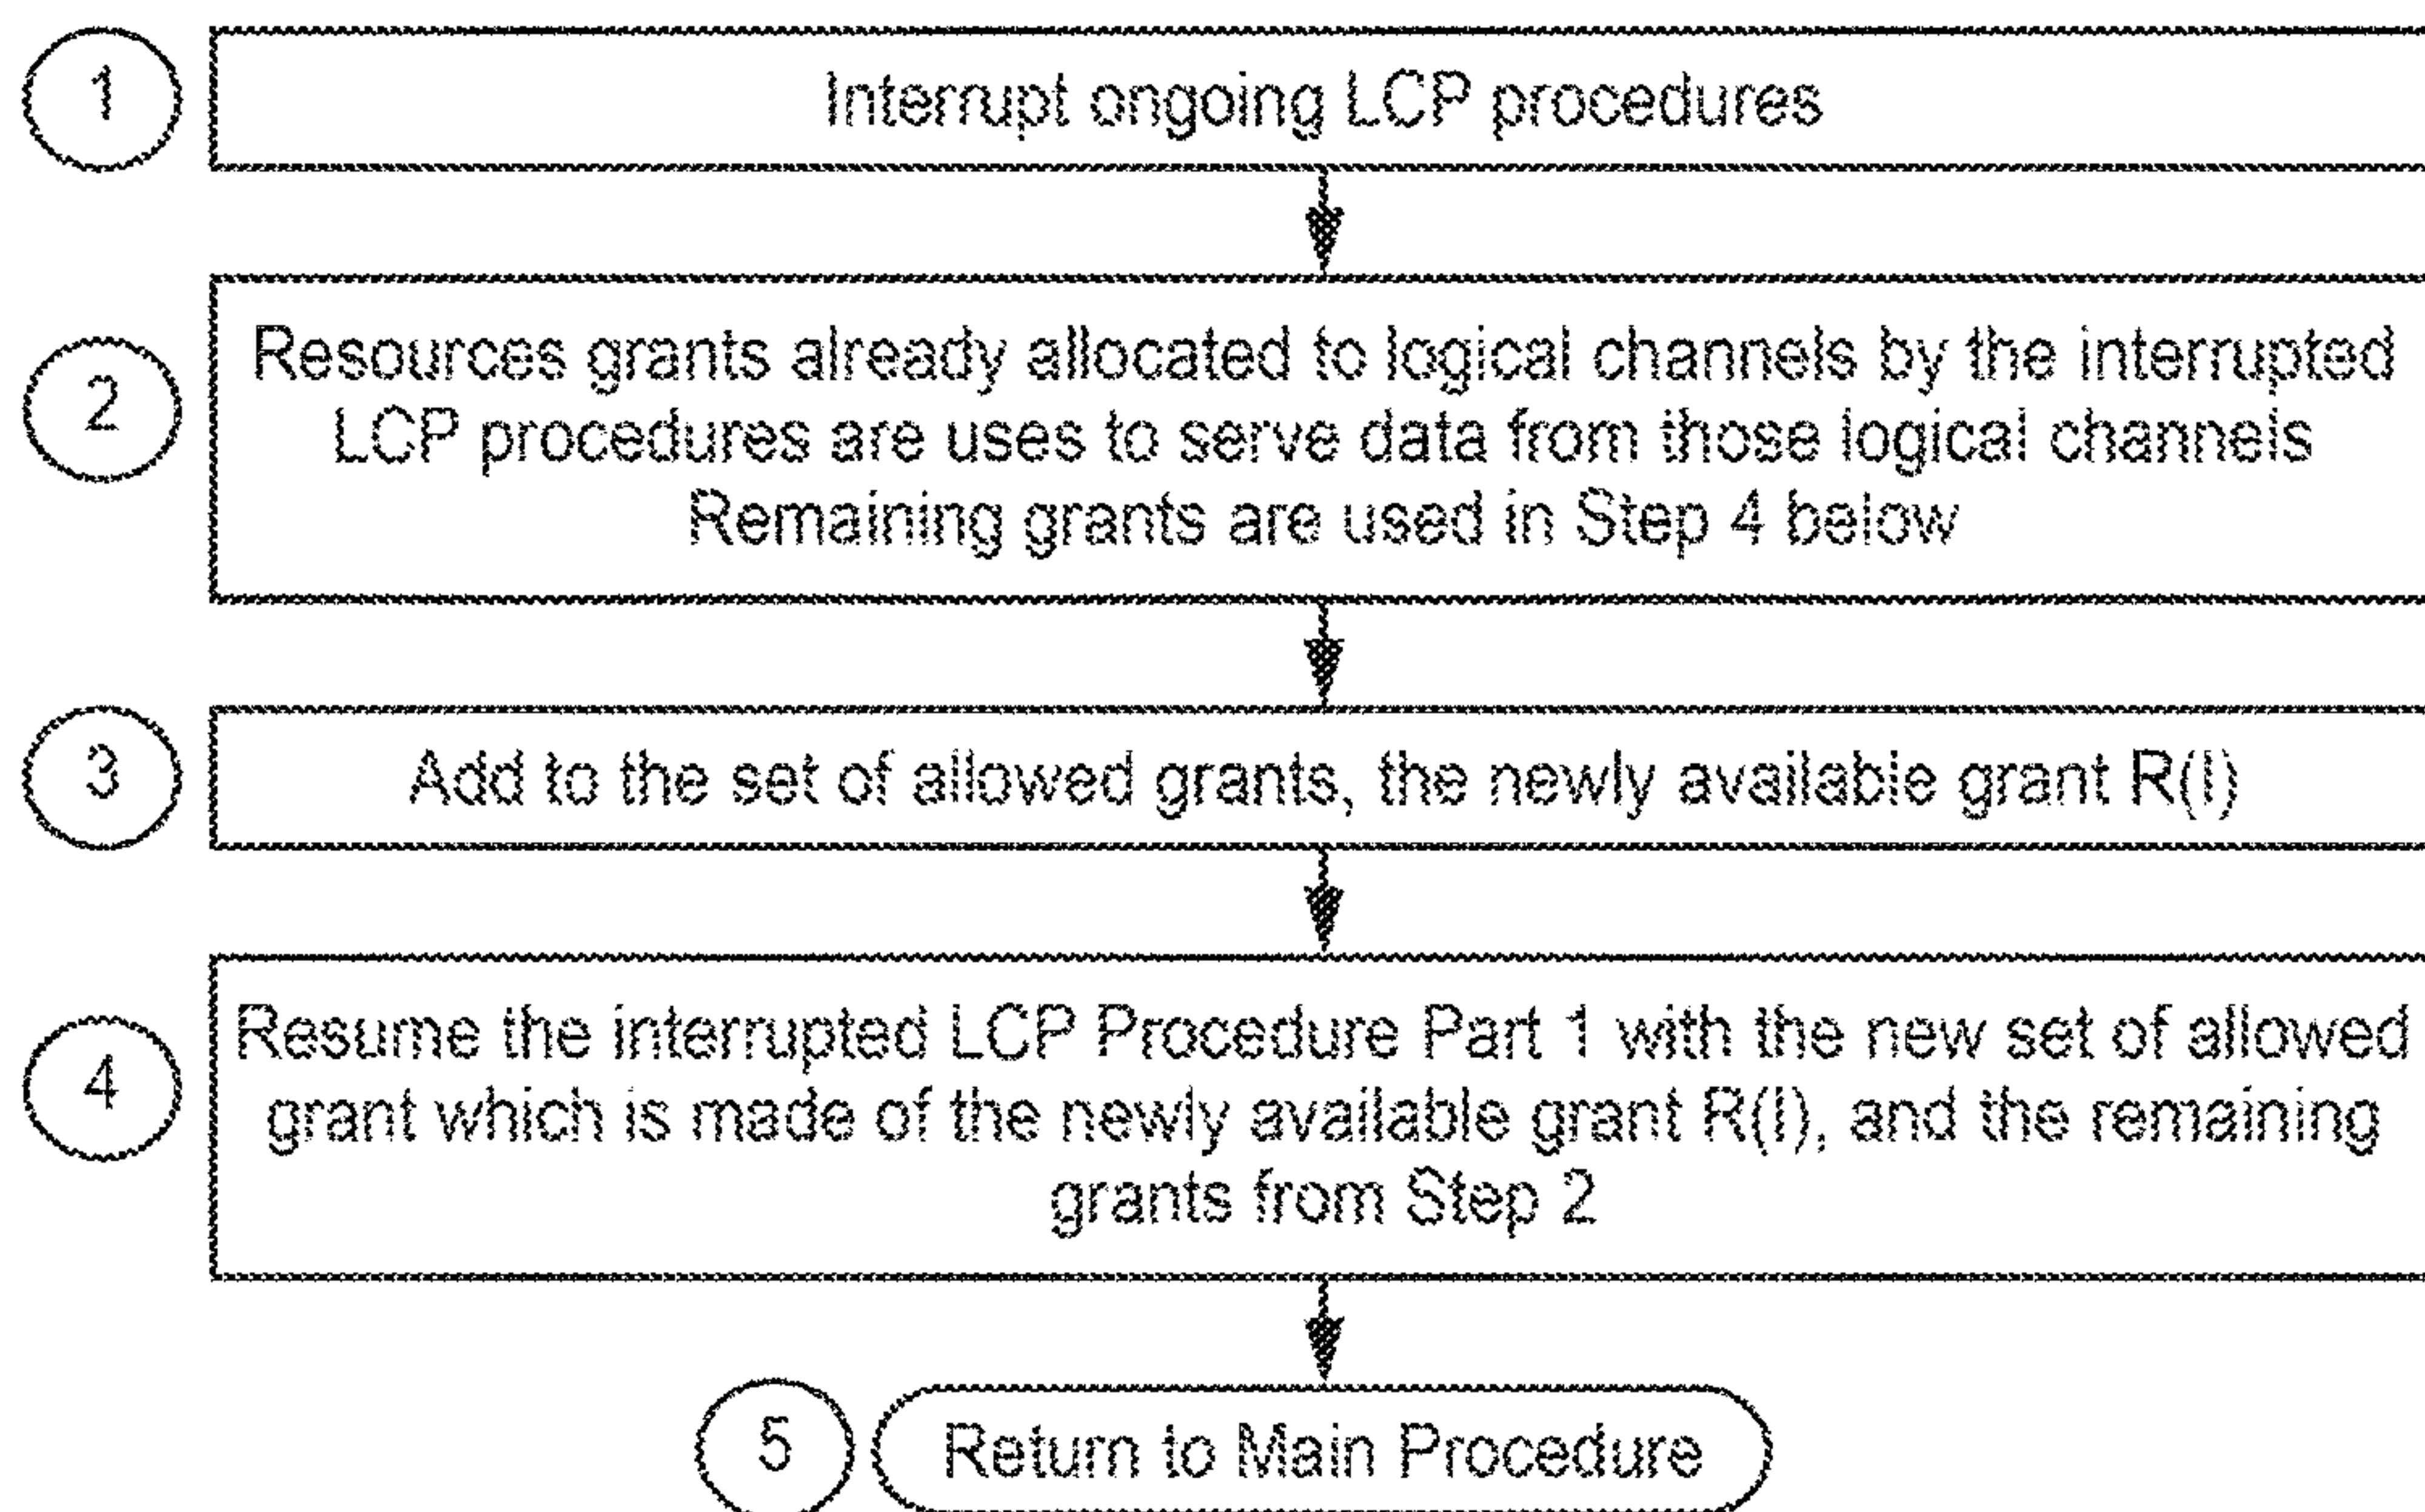 1
Interrupt ongoing LCP procedures
2
Resources grants already allocated to logical channels by the interrupted
LCP procedures are uses to serve data from those logical channels
Remaining grants are used in Step 4 below
3
Add to the set of allowed grants, the newly available grant R(I)
4
Resume the interrupted LCP Procedure Part 1 with the new set of allowed
grant which is made of the newly available grant R(I), and the remaining
grants from Step 2
5
Return to Main Procedure